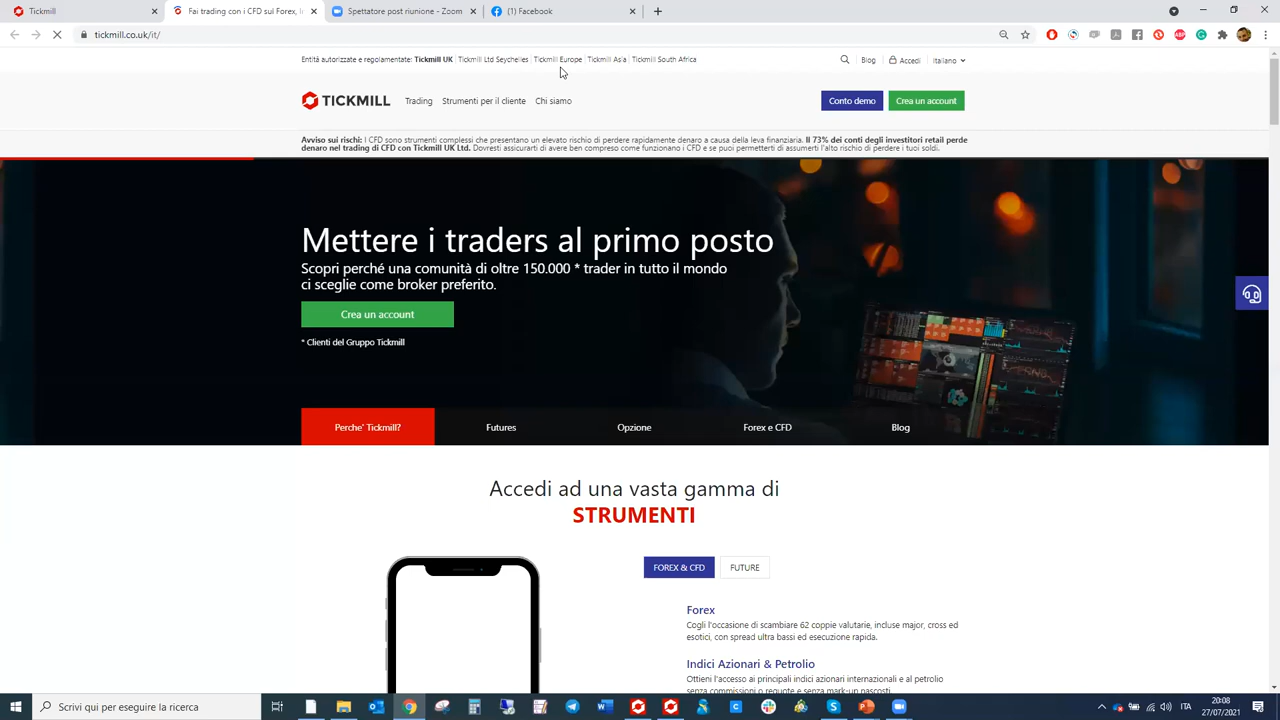 Tickmill
Fai trading con i CFD su Forex, I
Spettatore post riunione - Zoom
(1) Facebook
tickmill.co.uk/it/
Entità autorizzate e regolamentate: Tickmill UK | Tickmill Ltd Seychelles | Tickmill Europe | Tickmill Asia | Tickmill South Africa
Blog
Accedi
Italiano
TICKMILL
Trading
Strumenti per il cliente
Chi siamo
Conto demo
Crea un account
Avviso sui rischi: I CFD sono strumenti complessi che presentano un elevato rischio di perdere rapidamente denaro a causa della leva finanziaria. Il 73% dei conti degli investitori retail perde
denaro nel trading di CFD con Tickmill UK Ltd. Dovresti assicurarti di avere ben compreso come funzionano i CFD e se puoi permetterti di assumerti l'alto rischio di perdere i tuoi soldi.
Mettere i traders al primo posto
Scopri perché una comunità di oltre 150.000 * trader in tutto il mondo
ci sceglie come broker preferito.
Crea un account
* Clienti del Gruppo Tickmill
Perche' Tickmill?
Futures
Opzione
Forex e CFD
Blog
Accedi ad una vasta gamma di
STRUMENTI
FOREX & CFD
FUTURE
Forex
Cogli l'occasione di scambiare 62 coppie valutarie, incluse major, cross ed
esotici, con spread ultra bassi ed esecuzione rapida.
Indici Azionari & Petrolio
Ottieni l'accesso ai principali indici azionari internazionali e al petrolio
senza commissioni o requote e senza mark-up nascosti.
Scrivi qui per eseguire la ricerca
ITA
20:08
27/07/2021